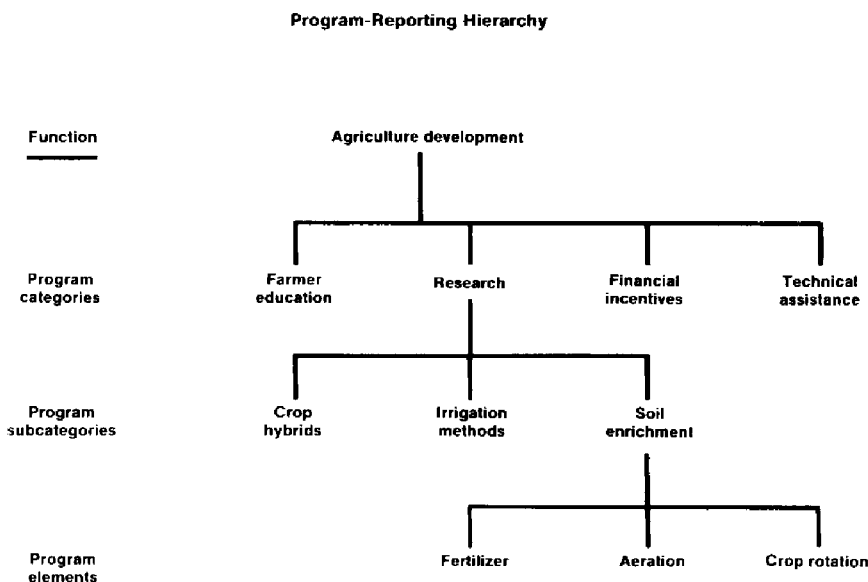 Program-Reporting Hierarchy
Function
Agriculture development
Program
categories
Farmer
education
Research
Financial
incentives
Technical
assistance
Program
subcategories
Crop
hybrids
Irrigation
methods
Soil
enrichment
Program
elements
Fertilizer
Aeration
Crop rotation